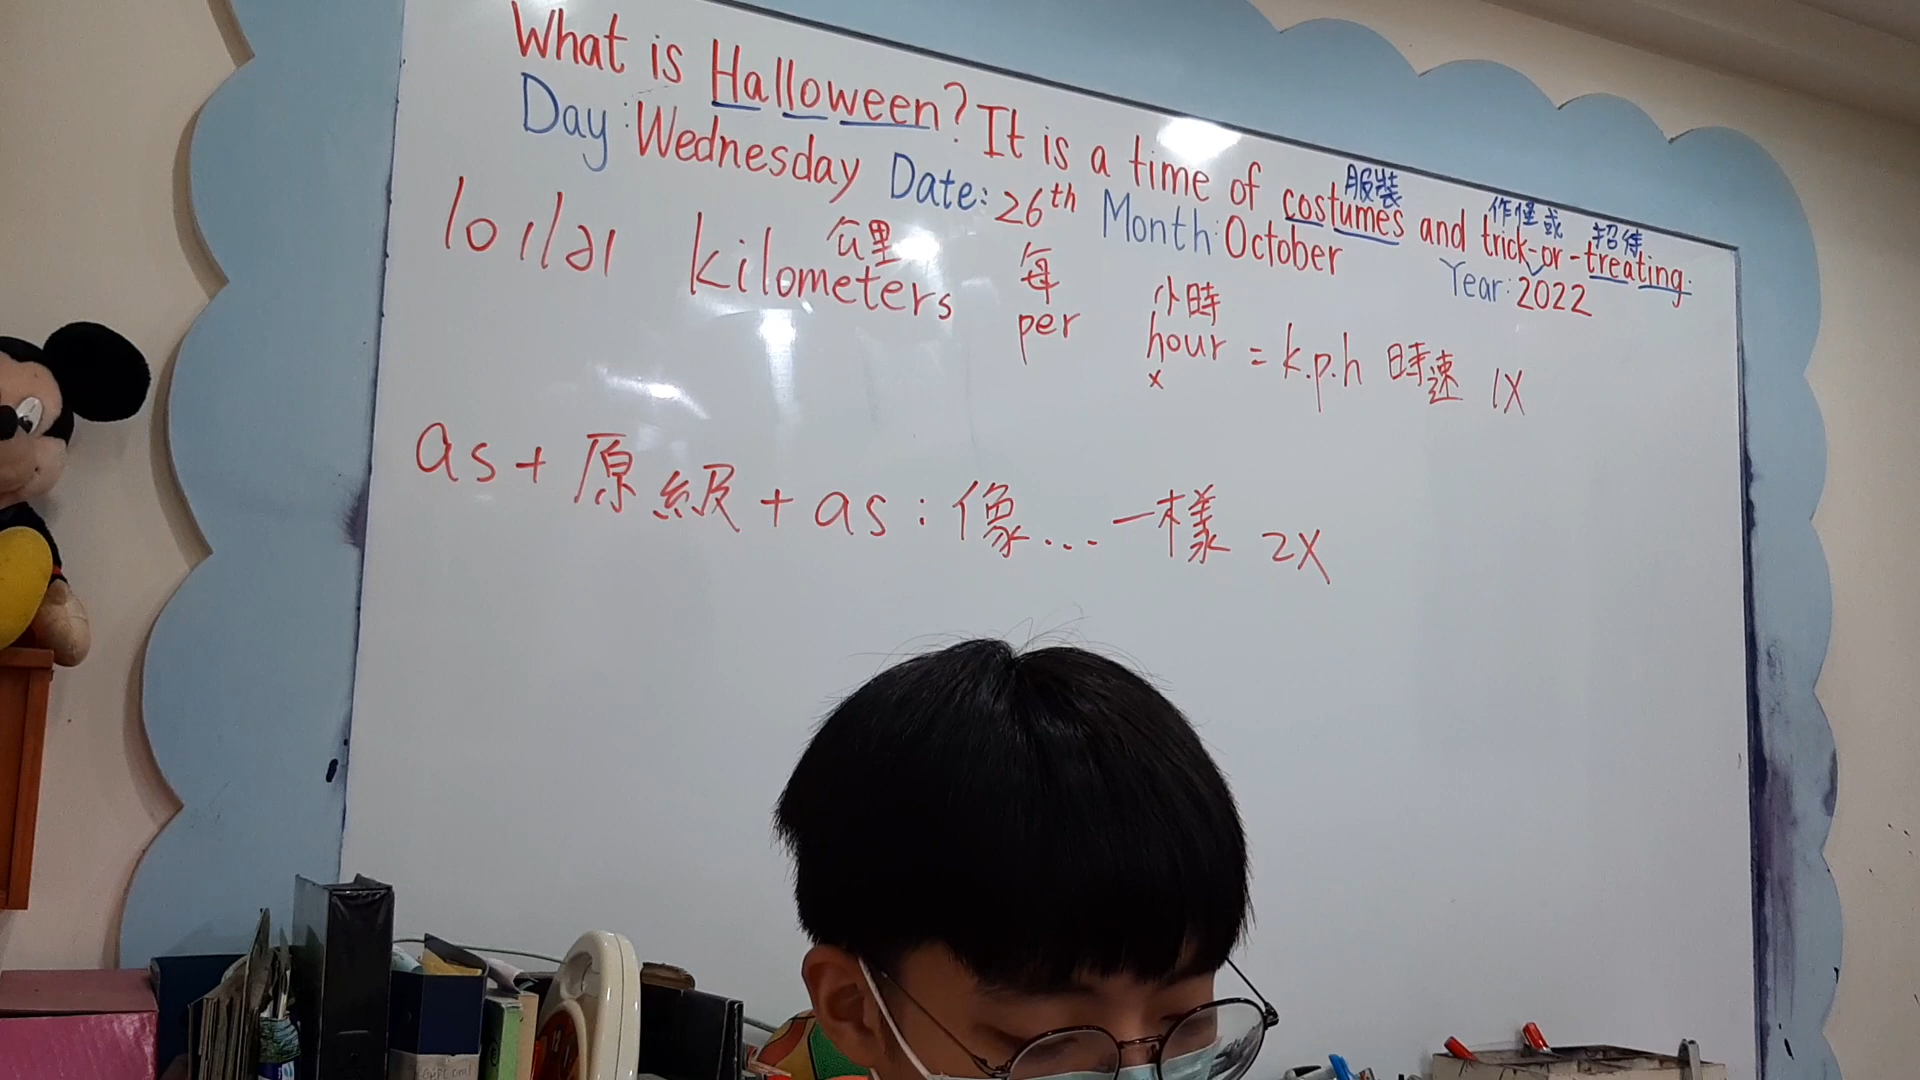 What is Halloween? It is a time of costumes and trick-or-treating.
服裝 作怪或 招待
Day: Wednesday Date: 26th Month: October Year: 2022
公里 每 小時
kilometers per hour = k.p.h 時速 1X
x
as + 原級 + as : 像... 一樣 2X